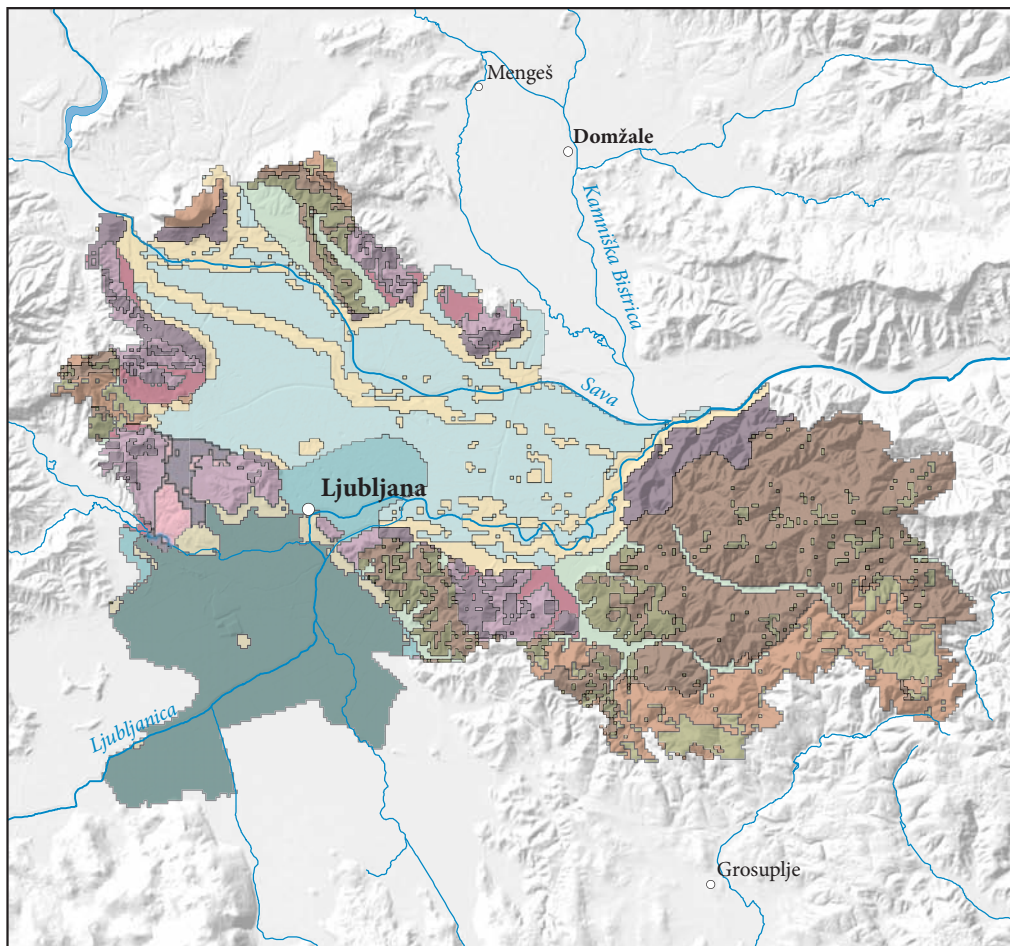 Mengeš
Domžale
Kamniška Bistrica
Sava
Ljubljana
Ljubljanica
Grosuplje